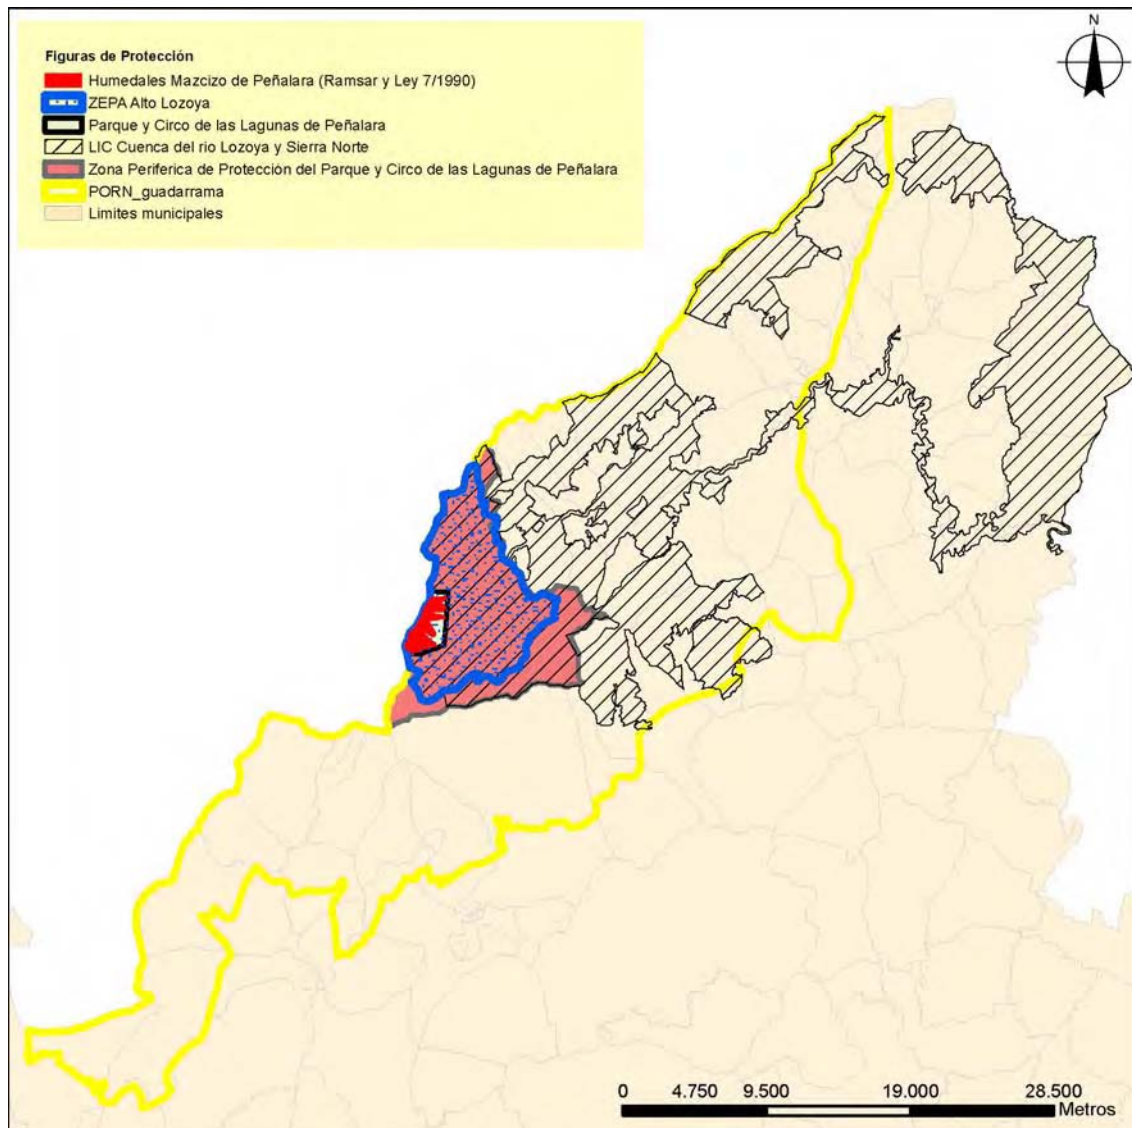 Figuras de Protección
Humedales Mazcizo de Peñalara (Ramsar y Ley 7/1990)
ZEPA Alto Lozoya
Parque y Circo de las Lagunas de Peñalara
LIC Cuenca del rio Lozoya y Sierra Norte
Zona Periferica de Protección del Parque y Circo de las Lagunas de Peñalara
PORN_guadarrama
Limites municipales
N
0 4.750 9.500 19.000 28.500
Metros